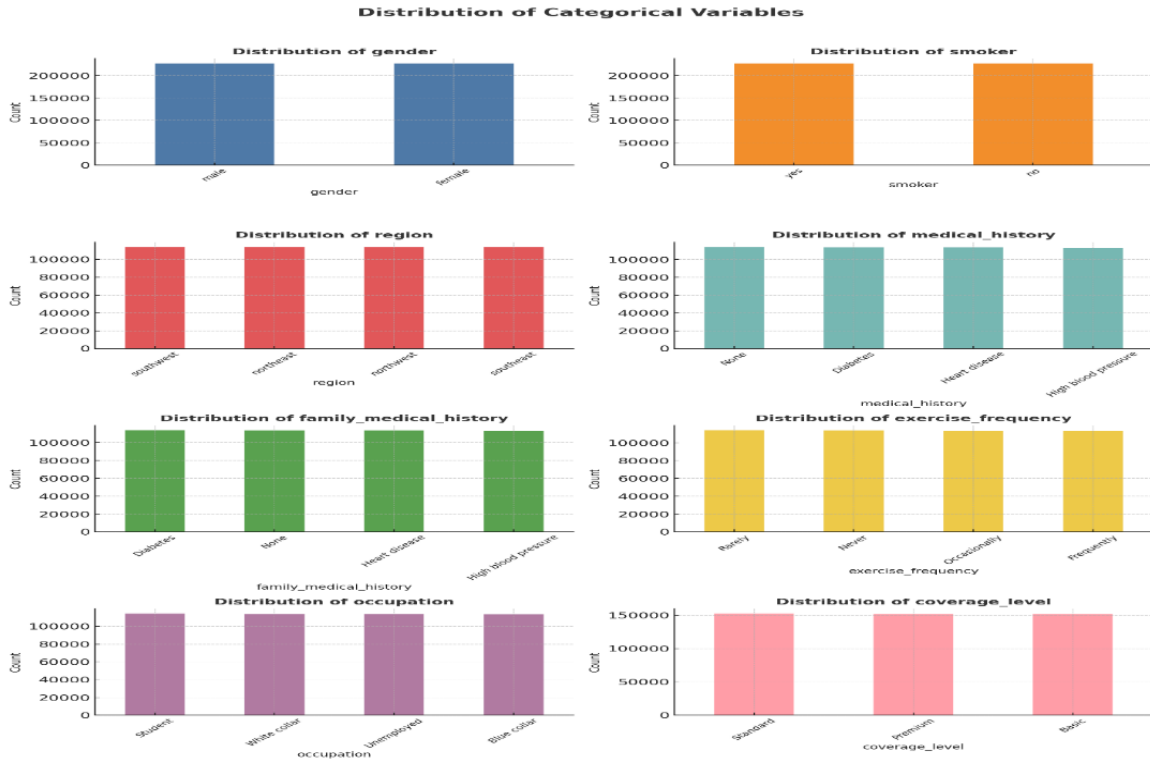 Distribution of Categorical Variables
Distribution of gender
Count
200000
150000
100000
50000
0
male
female
gender
Distribution of smoker
Count
200000
150000
100000
50000
0
yes
no
smoker
Distribution of region
Count
100000
80000
60000
40000
20000
0
southwest
northeast
northwest
southeast
region
Distribution of medical_history
Count
100000
80000
60000
40000
20000
0
None
Diabetes
Heart disease
High blood pressure
medical_history
Distribution of family_medical_history
Count
100000
80000
60000
40000
20000
0
Diabetes
None
Heart disease
High blood pressure
family_medical_history
Distribution of exercise_frequency
Count
100000
80000
60000
40000
20000
0
Rarely
Never
Occasionally
Frequently
exercise_frequency
Distribution of occupation
Count
100000
80000
60000
40000
20000
0
Student
White collar
Unemployed
Blue collar
occupation
Distribution of coverage_level
Count
150000
100000
50000
0
Standard
Premium
Basic
coverage_level